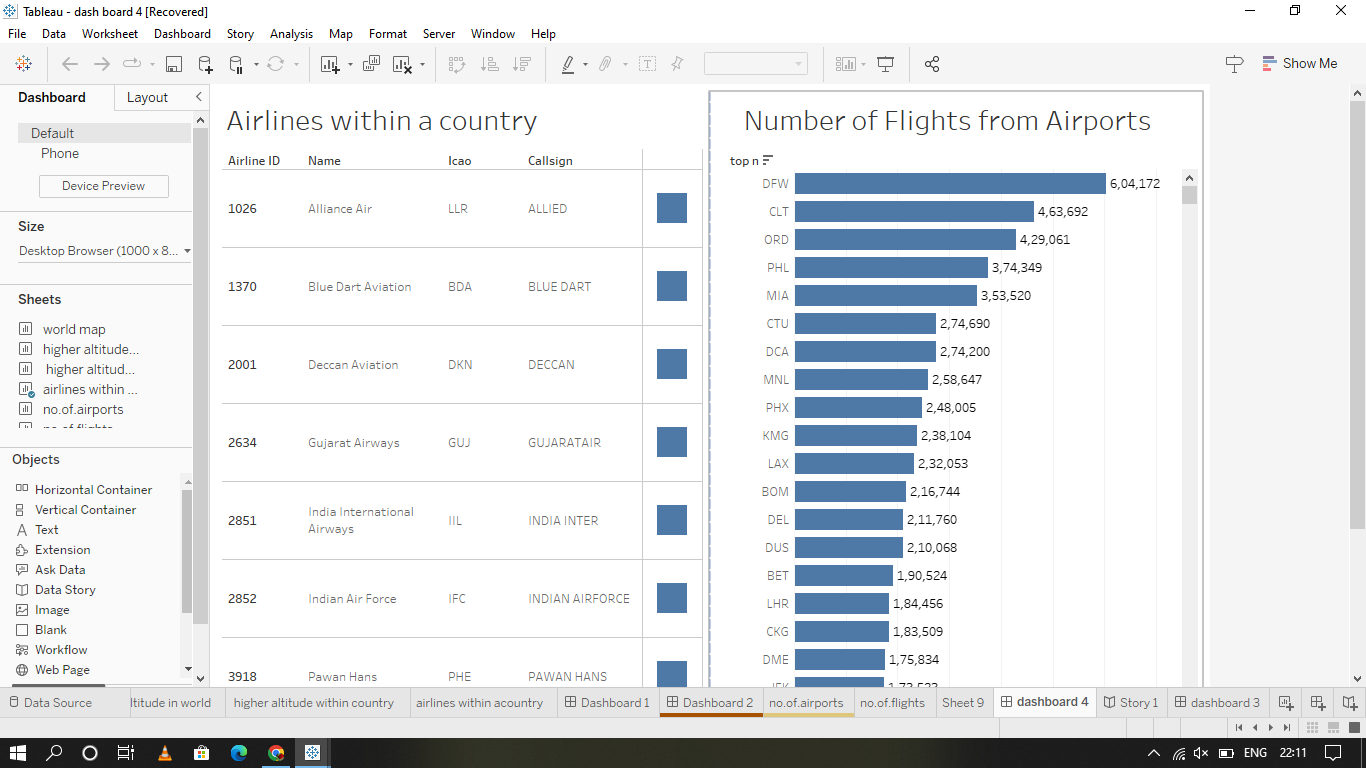 Tableau - dash board 4 [Recovered]
File Data Worksheet Dashboard Story Analysis Map Format Server Window Help
Show Me
Dashboard Layout
Default
Phone
Device Preview
Size
Desktop Browser (1000 x 8...
Sheets
world map
higher altitude...
higher altitud...
airlines within ...
no.of.airports
no.of.flights
Objects
Horizontal Container
Vertical Container
Text
Extension
Ask Data
Data Story
Image
Blank
Workflow
Web Page
Airlines within a country
Airline ID Name Icao Callsign
1026 Alliance Air LLR ALLIED
1370 Blue Dart Aviation BDA BLUE DART
2001 Deccan Aviation DKN DECCAN
2634 Gujarat Airways GUJ GUJARATAIR
2851 India International Airways IIL INDIA INTER
2852 Indian Air Force IFC INDIAN AIRFORCE
3918 Pawan Hans PHE PAWAN HANS
Number of Flights from Airports
top n
DFW 6,04,172
CLT 4,63,692
ORD 4,29,061
PHL 3,74,349
MIA 3,53,520
CTU 2,74,690
DCA 2,74,200
MNL 2,58,647
PHX 2,48,005
KMG 2,38,104
LAX 2,32,053
BOM 2,16,744
DEL 2,11,760
DUS 2,10,068
BET 1,90,524
LHR 1,84,456
CKG 1,83,509
DME 1,75,834
Data Source ltitude in world higher altitude within country airlines within acountry Dashboard 1 Dashboard 2 no.of.airports no.of.flights Sheet 9 dashboard 4 Story 1 dashboard 3
ENG 22:11